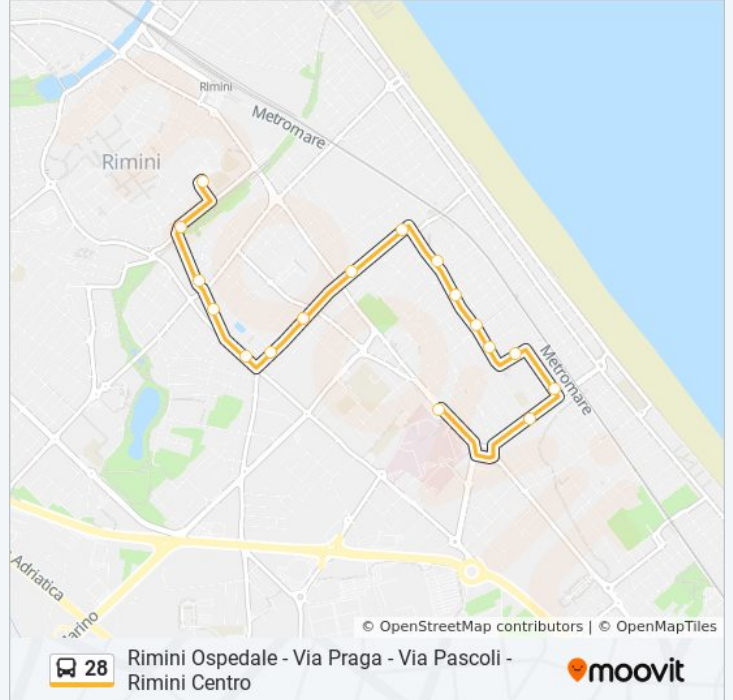 Rimini
Metromare
Rimini
Metromare
Adriatica
arino
© OpenStreetMap contributors | © OpenMapTiles
28
Rimini Ospedale - Via Praga - Via Pascoli -
Rimini Centro
moovit